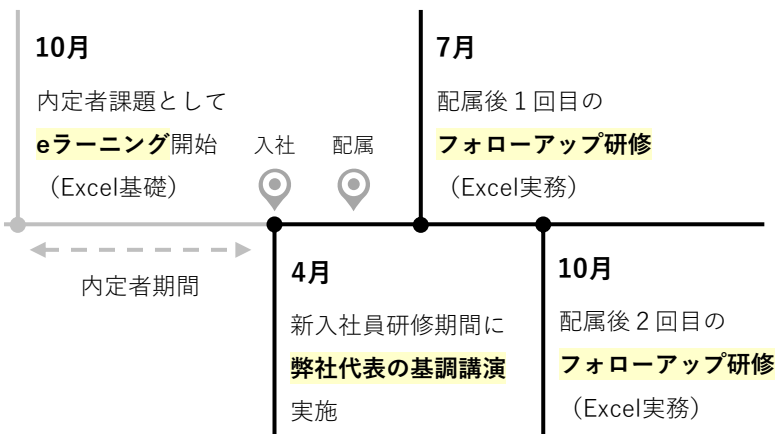 10月
内定者課題として
eラーニング開始
（Excel基礎）
入社
配属
7月
配属後１回目の
フォローアップ研修
（Excel実務）
内定者期間
4月
新入社員研修期間に
弊社代表の基調講演
実施
10月
配属後２回目の
フォローアップ研修
（Excel実務）